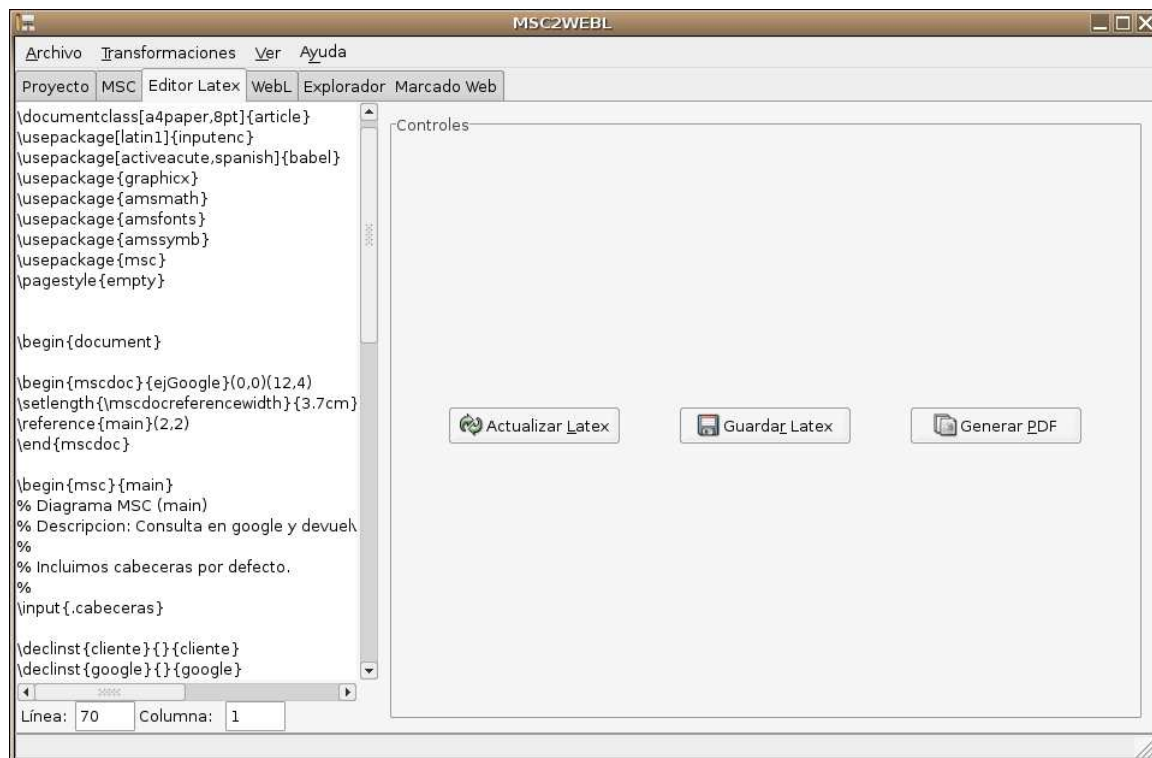 MSC2WEBL
Archivo Transformaciones Ver Ayuda
Proyecto MSC Editor Latex WebL Explorador Marcado Web
\documentclass[a4paper,8pt]{article}
\usepackage[latin1]{inputenc}
\usepackage[activeacute,spanish]{babel}
\usepackage{graphicx}
\usepackage{amsmath}
\usepackage{amsfonts}
\usepackage{amssymb}
\usepackage{msc}
\pagestyle{empty}
\begin{document}
\begin{mscdoc}{ejGoogle}(0,0)(12,4)
\setlength{\mscdocreferencewidth}{3.7cm}
\reference{main}(2,2)
\end{mscdoc}
\begin{msc}{main}
% Diagrama MSC (main)
% Descripcion: Consulta en google y devuel
%
% Incluimos cabeceras por defecto.
%
\input{.cabeceras}
\declinst{cliente}{}{cliente}
\declinst{google}{}{google}
Línea: 70 Columna: 1
Controles
Actualizar Latex Guardar Latex Generar PDF